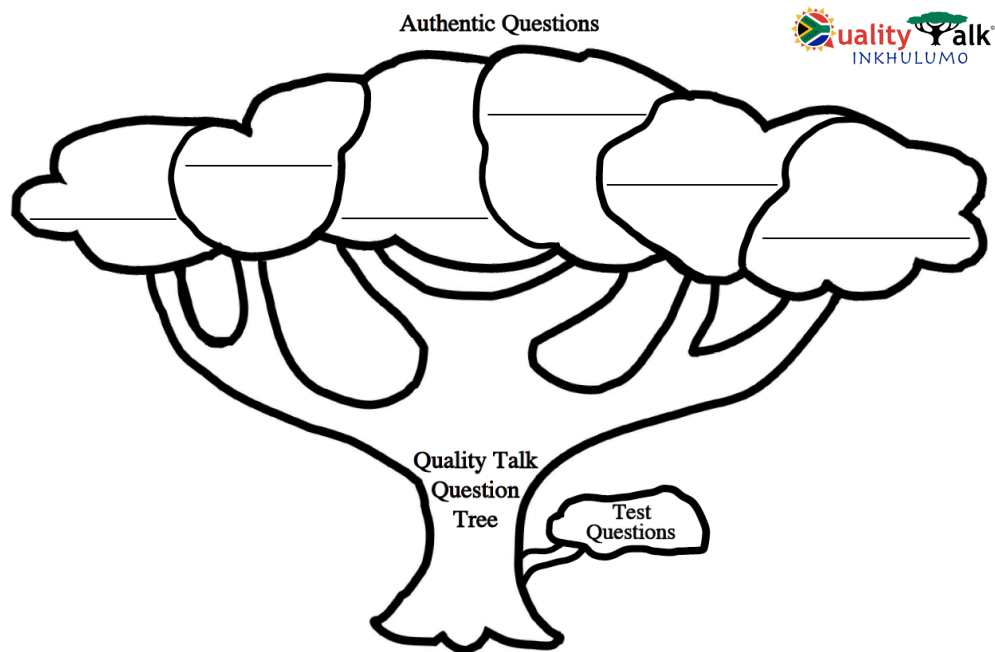 Authentic Questions
Quality Talk©
INKHULUMO
Quality Talk
Question
Tree
Test
Questions